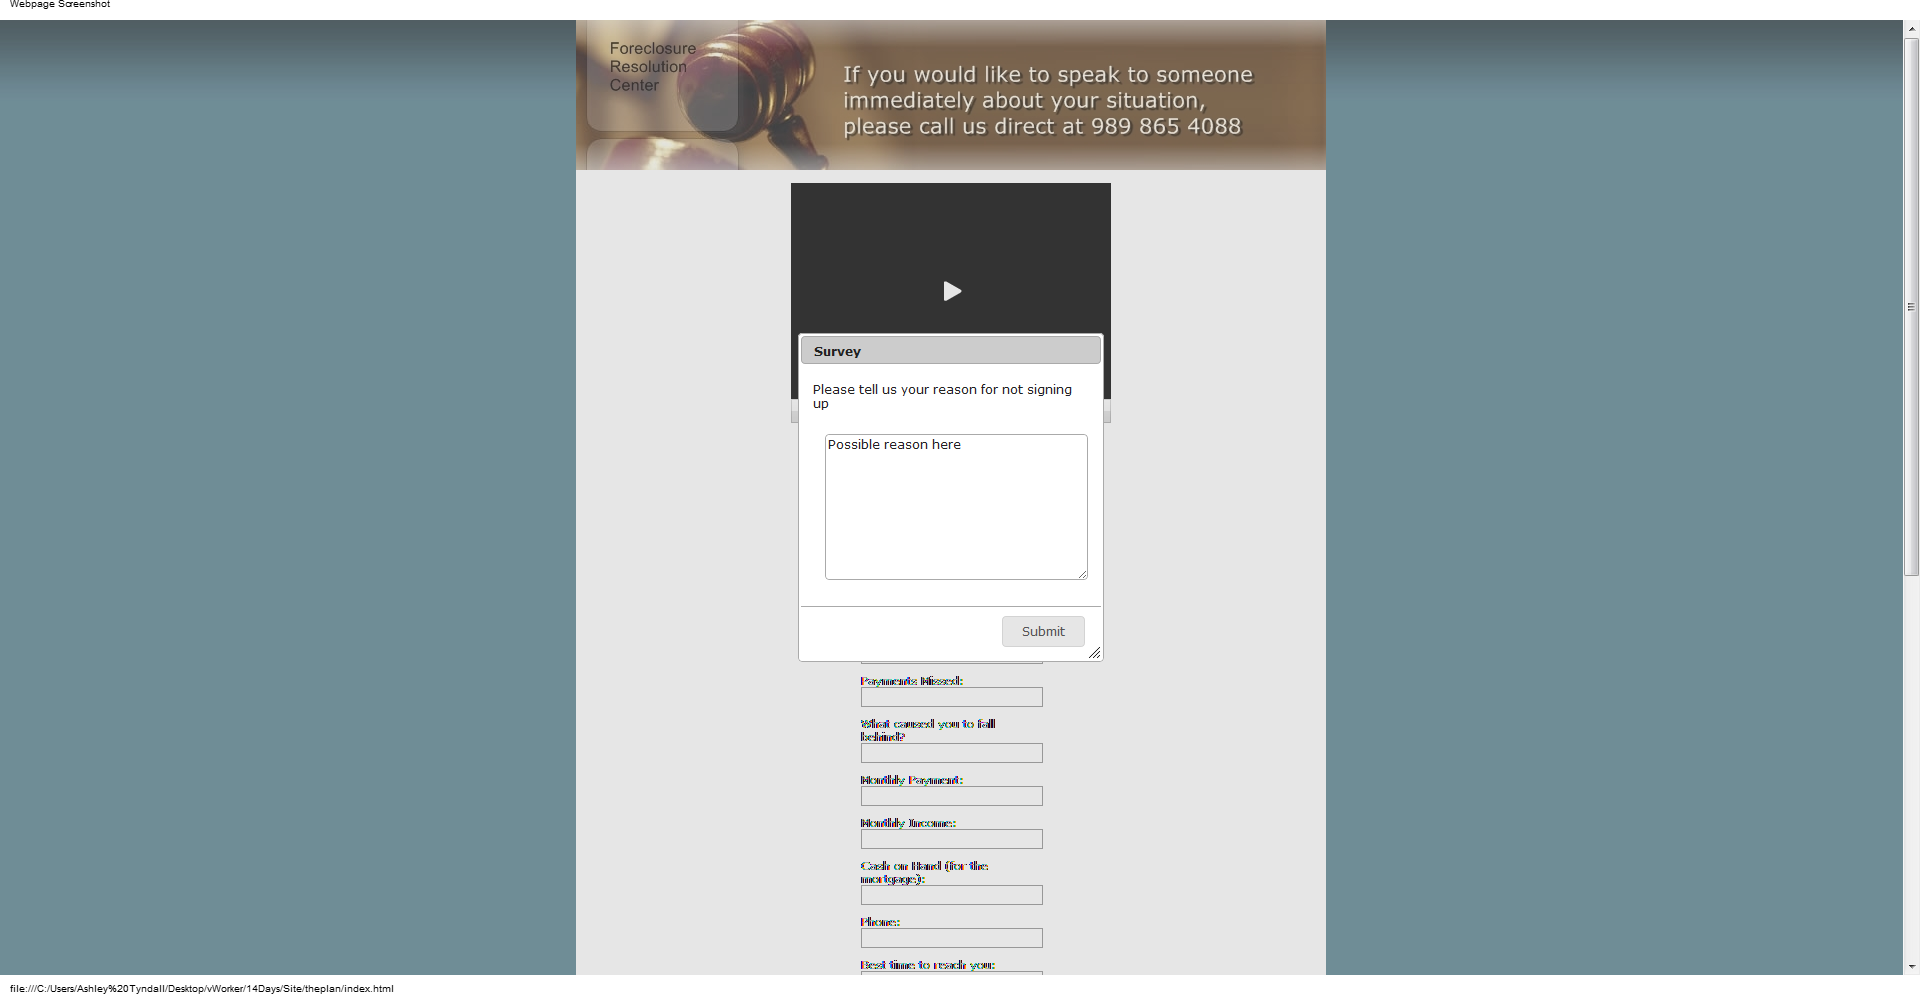 Webpage Screenshot
Foreclosure
Resolution
Center
If you would like to speak to someone
immediately about your situation,
please call us direct at 989 865 4088
Survey
Please tell us your reason for not signing
up
Possible reason here
Submit
Payments Missed:
What caused you to fall
behind?
Monthly Payment:
Monthly Income:
Cash on Hand (for the
mortgage):
Phone:
Best time to reach you:
file:///C:/Users/Ashley%20Tyndall/Desktop/vWorker/14Days/Site/theplan/index.html